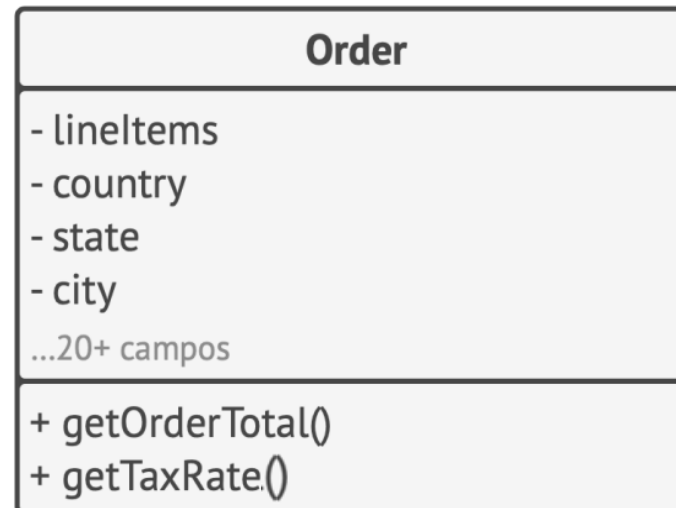 Order
- lineItems
- country
- state
- city
...20+ campos
+ getOrderTotal()
+ getTaxRate()